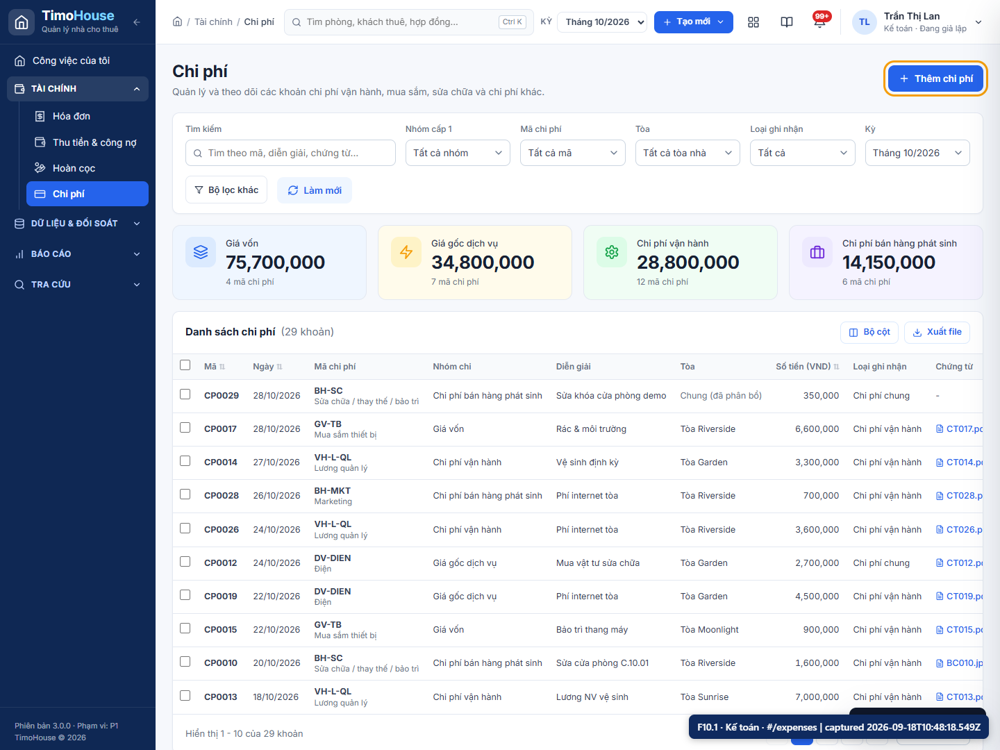 TimoHouse
Quản lý nhà cho thuê
Công việc của tôi
TÀI CHÍNH
Hóa đơn
Thu tiền & công nợ
Hoàn cọc
Chi phí
DỮ LIỆU & ĐỐI SOÁT
BÁO CÁO
TRA CỨU
Phiên bản 3.0.0 · Phạm vi: P1
TimoHouse © 2026
/ Tài chính / Chi phí
Tìm phòng, khách thuê, hợp đồng... Ctrl K
KỲ Tháng 10/2026
Tạo mới
99+
TL
Trần Thị Lan
Kế toán · Đang giả lập
Chi phí
Quản lý và theo dõi các khoản chi phí vận hành, mua sắm, sửa chữa và chi phí khác.
Thêm chi phí
Tìm kiếm Nhóm cấp 1 Mã chi phí Tòa Loại ghi nhận Kỳ
Tìm theo mã, diễn giải, chứng từ... Tất cả nhóm Tất cả mã Tất cả tòa nhà Tất cả Tháng 10/2026
Bộ lọc khác Làm mới
Giá vốn
75,700,000
4 mã chi phí
Giá gốc dịch vụ
34,800,000
7 mã chi phí
Chi phí vận hành
28,800,000
12 mã chi phí
Chi phí bán hàng phát sinh
14,150,000
6 mã chi phí
Danh sách chi phí (29 khoản) Bộ cột Xuất file
Mã Ngày Mã chi phí Nhóm chi Diễn giải Tòa Số tiền (VND) Loại ghi nhận Chứng từ
CP0029 28/10/2026 BH-SC Chi phí bán hàng phát sinh Sửa khóa cửa phòng demo Chung (đã phân bổ) 350,000 Chi phí chung -
Sửa chữa / thay thế / bảo trì
CP0017 28/10/2026 GV-TB Giá vốn Rác & môi trường Tòa Riverside 6,600,000 Chi phí vận hành CT017.pc
Mua sắm thiết bị
CP0014 27/10/2026 VH-L-QL Chi phí vận hành Vệ sinh định kỳ Tòa Garden 3,300,000 Chi phí vận hành CT014.pc
Lương quản lý
CP0028 26/10/2026 BH-MKT Chi phí bán hàng phát sinh Phí internet tòa Tòa Riverside 700,000 Chi phí vận hành CT028.p
Marketing
CP0026 24/10/2026 VH-L-QL Chi phí vận hành Phí internet tòa Tòa Riverside 3,600,000 Chi phí vận hành CT026.p
Lương quản lý
CP0012 24/10/2026 DV-DIEN Giá gốc dịch vụ Mua vật tư sửa chữa Tòa Garden 2,700,000 Chi phí chung CT012.pc
Điện
CP0019 22/10/2026 DV-DIEN Giá gốc dịch vụ Phí internet tòa Tòa Garden 4,500,000 Chi phí vận hành CT019.pc
Điện
CP0015 22/10/2026 GV-TB Giá vốn Bảo trì thang máy Tòa Moonlight 900,000 Chi phí vận hành CT015.pc
Mua sắm thiết bị
CP0010 20/10/2026 BH-SC Chi phí bán hàng phát sinh Sửa cửa phòng C.10.01 Tòa Riverside 1,600,000 Chi phí vận hành BC010.jp
Sửa chữa / thay thế / bảo trì
CP0013 18/10/2026 VH-L-QL Chi phí vận hành Lương NV vệ sinh Tòa Sunrise 7,000,000 Chi phí vận hành CT013.pc
Lương quản lý
Hiển thị 1 - 10 của 29 khoản
F10.1 · Kế toán · #/expenses | captured 2026-09-18T10:48:18.549Z